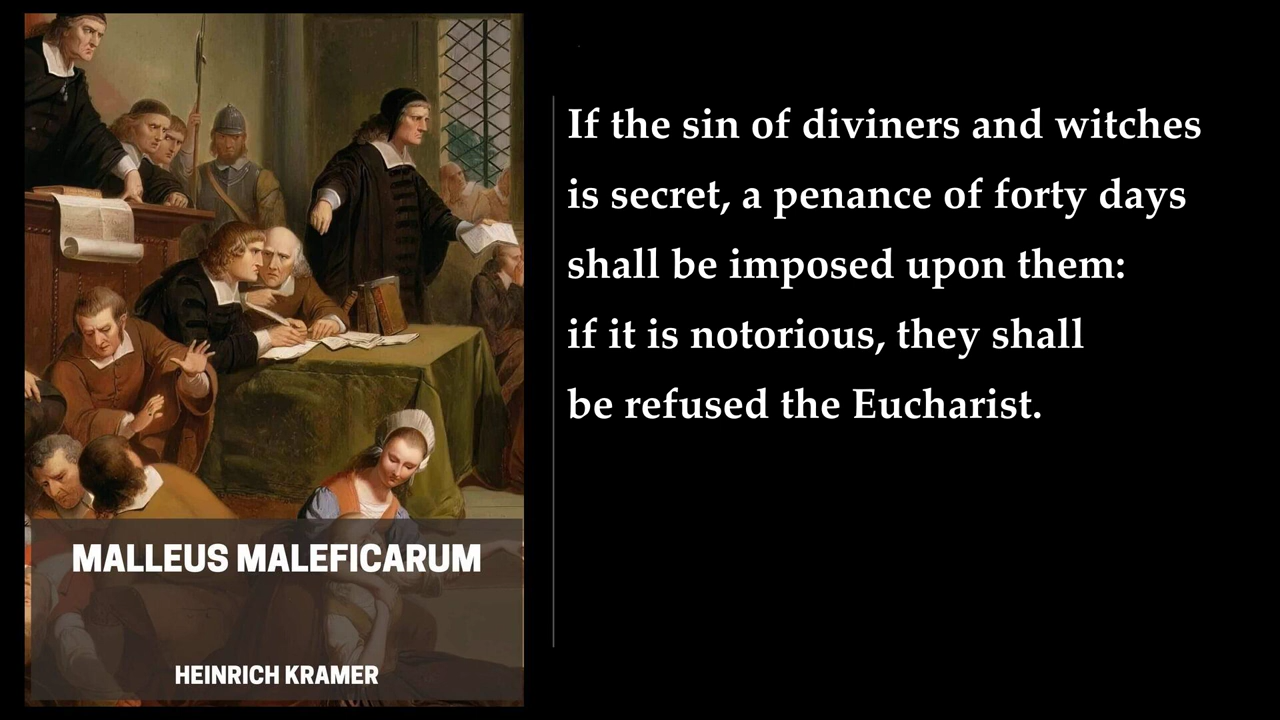 MALLEUS MALEFICARUM
HEINRICH KRAMER
If the sin of diviners and witches
is secret, a penance of forty days
shall be imposed upon them:
if it is notorious, they shall
be refused the Eucharist.